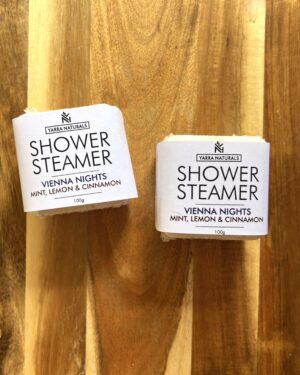 YARRA NATURALS
SHOWER
STEAMER
VIENNA NIGHTS
MINT, LEMON & CINNAMON
100g
YARRA NATURALS
SHOWER
STEAMER
VIENNA NIGHTS
MINT, LEMON & CINNAMON
100g